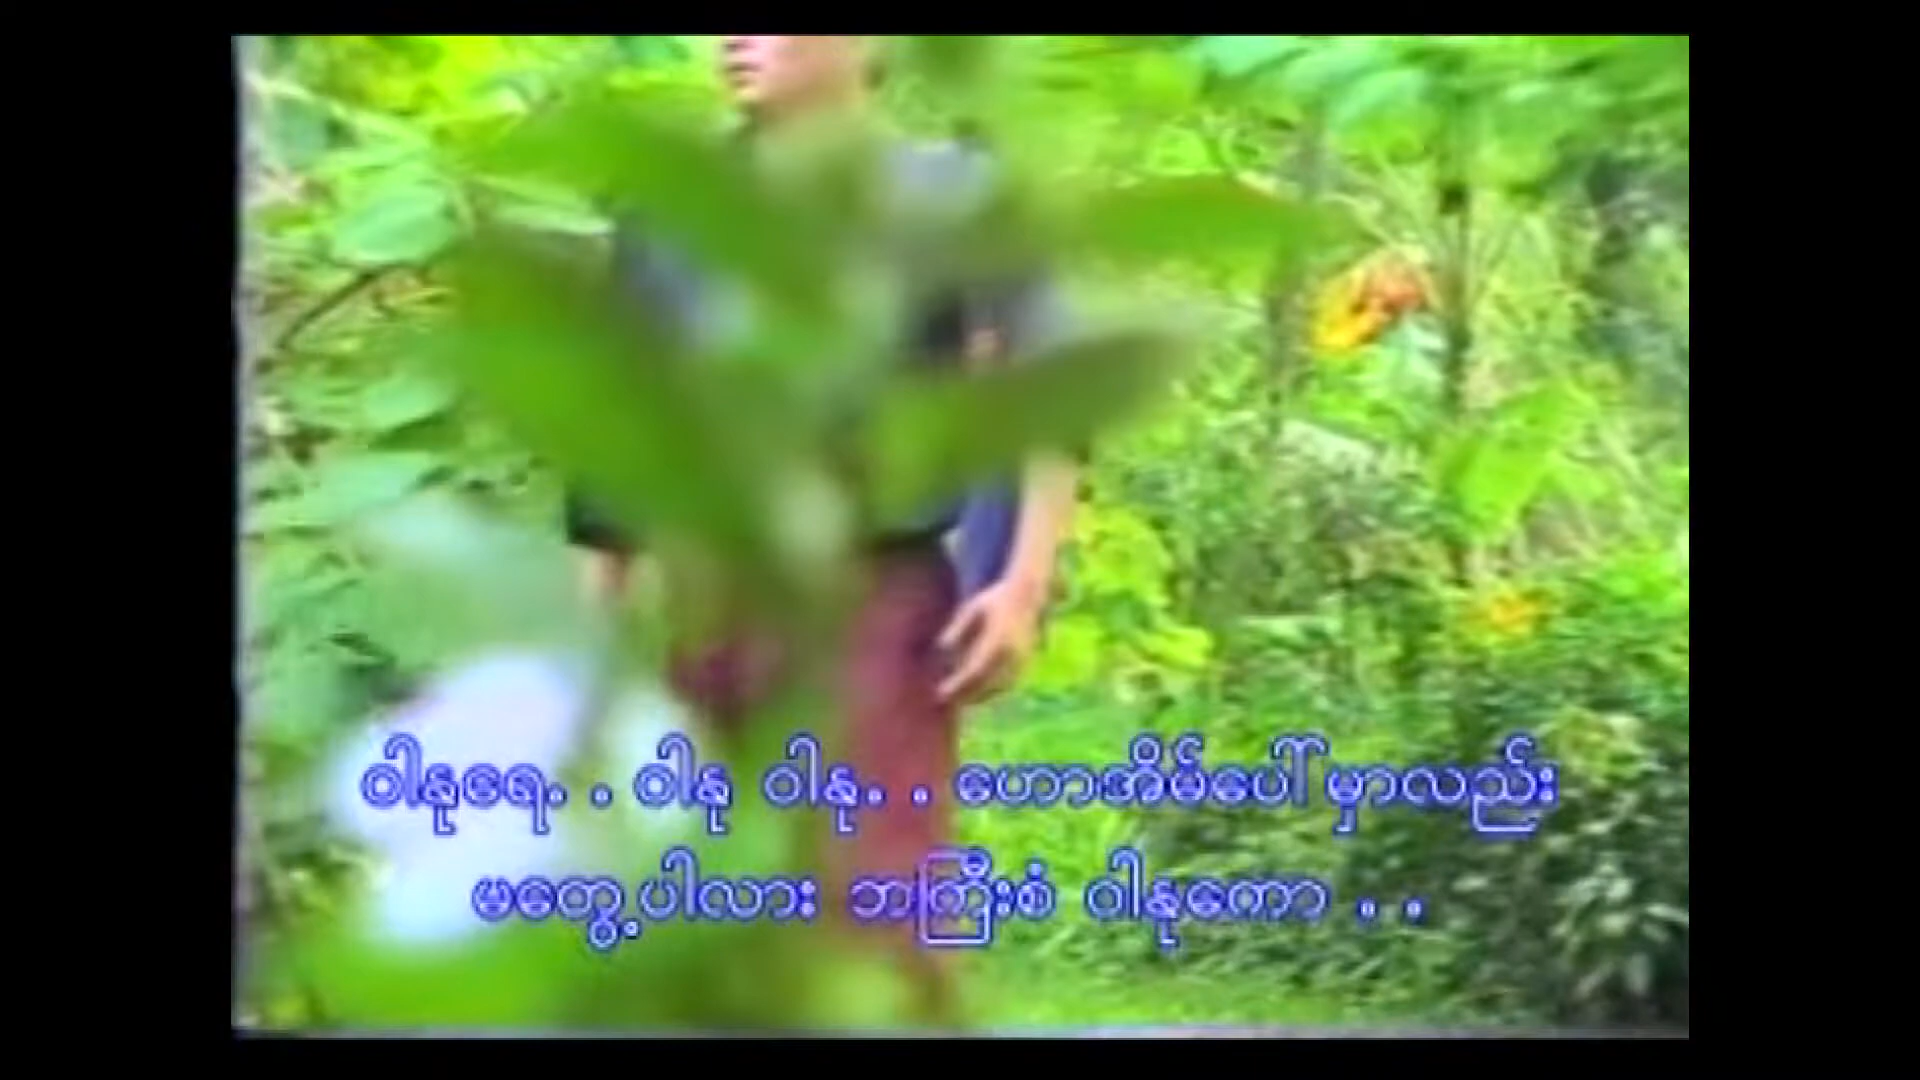 ဝါနုရေ. . ဝါနု ဝါနု. . ဟောအိမ်ပေါ်မှာလည်း
မတွေ့ပါလား ဘကြီးစံ ဝါနုကော . .